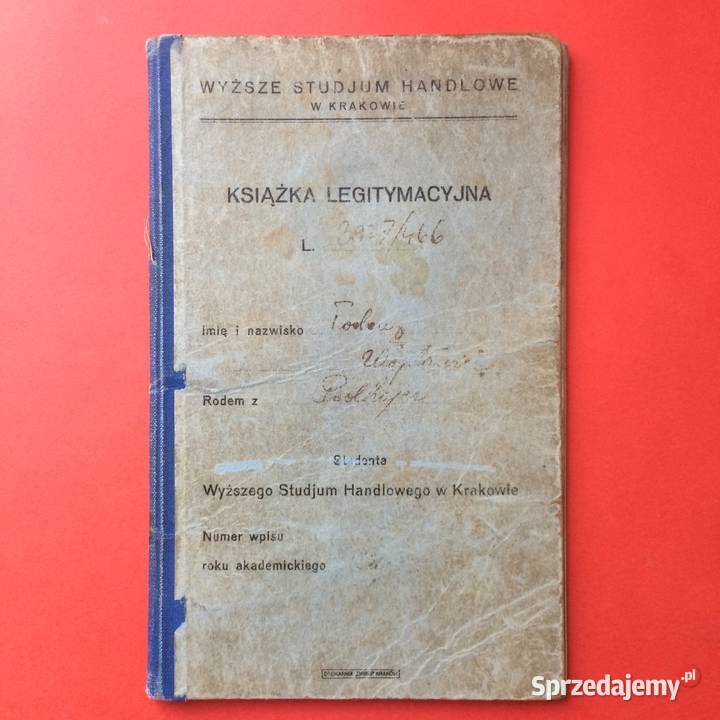 WYŻSZE STUDJUM HANDLOWE
W KRAKOWIE
KSIĄŻKA LEGITYMACYJNA
L.
Imię i nazwisko
Rodem z
Studenta
Wyższego Studjum Handlowego w Krakowie
Numer wpisu
roku akademickiego
Sprzedajemy.pl